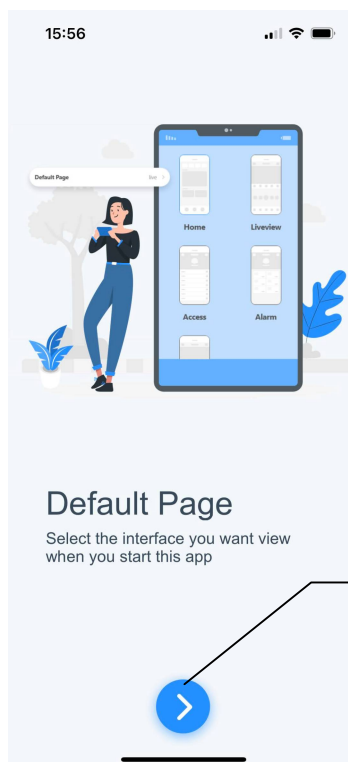 15:56
Default Page
live
Home
Liveview
Access
Alarm
Default Page
Select the interface you want view
when you start this app